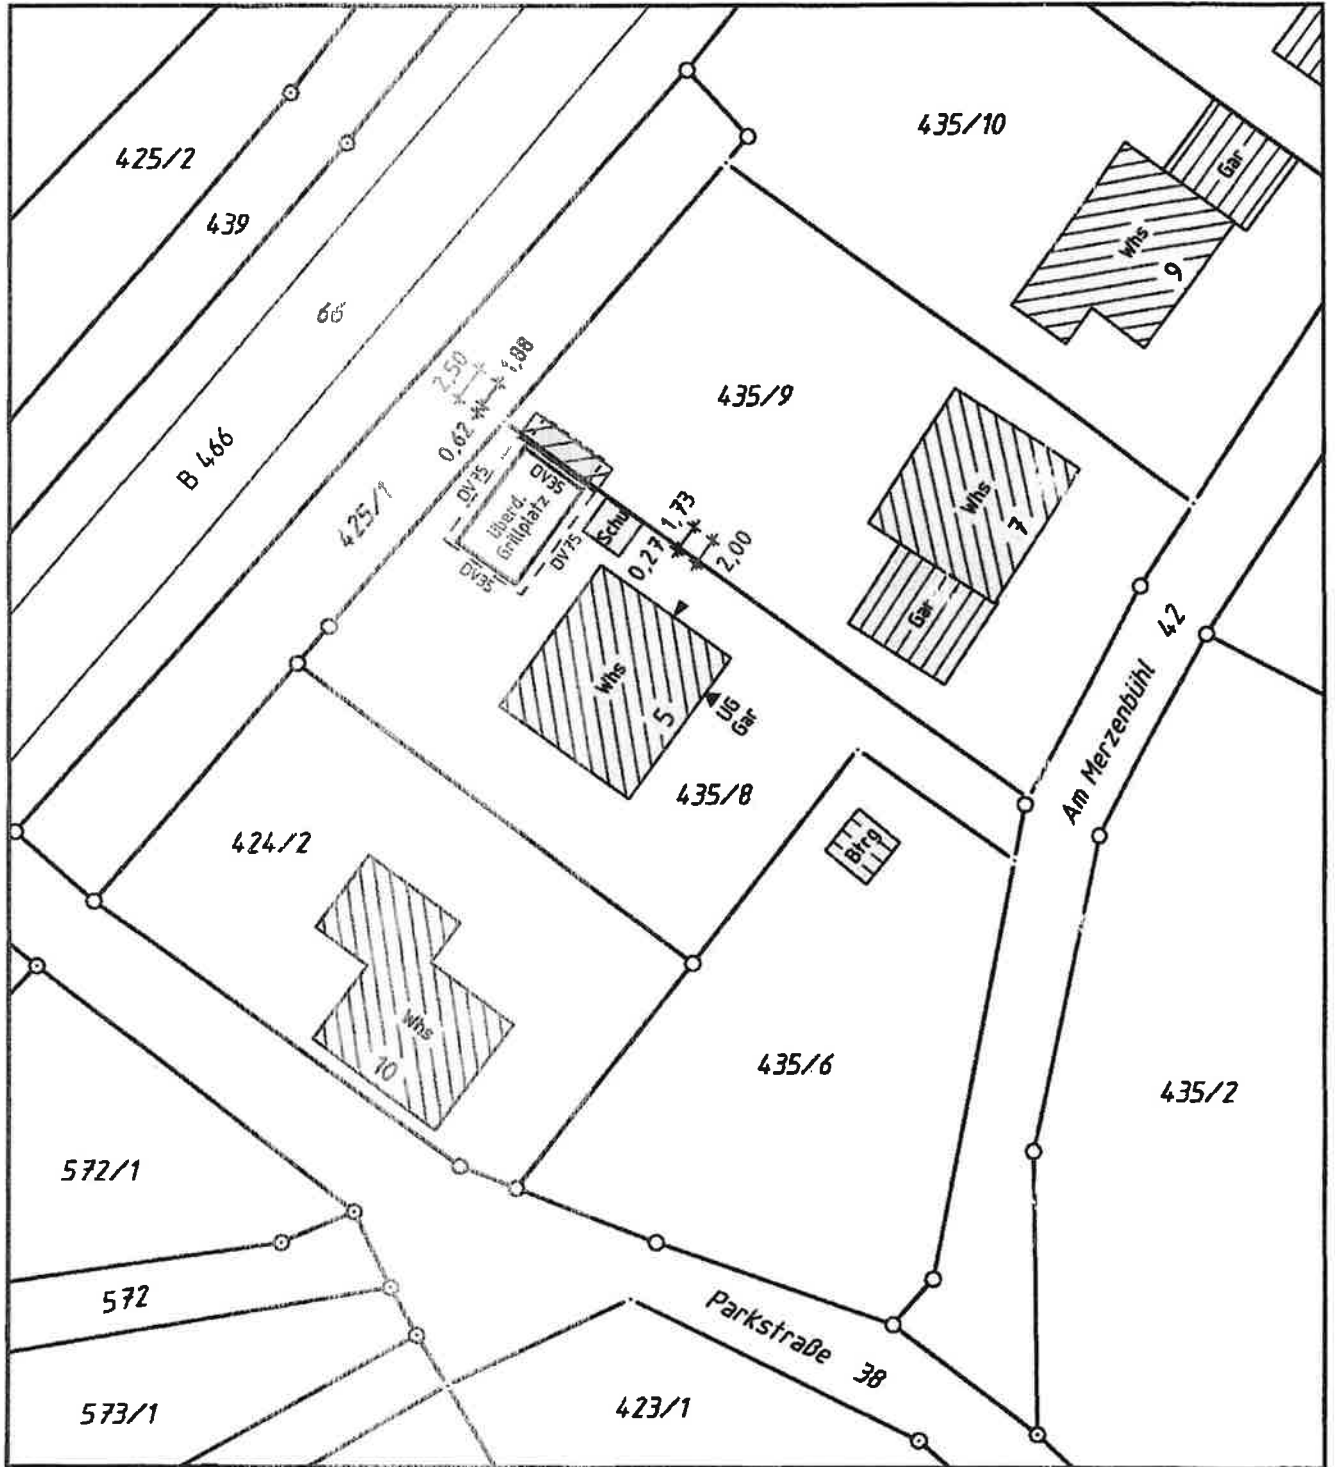 435/10
425/2
Gar
439
Whs
9
66
2,50
1,88
435/9
0,62
B 466
DV75
DV35
Überd.
Grillplatz
Whs
7
425/1
Schu
1,73
0,27
2,00
DV75
DV35
Gar
42
Whs
5
UG
Gar
Am Merzenbühl
435/8
424/2
Btrg
Whs
10
435/6
435/2
572/1
572
Parkstraße
38
573/1
423/1